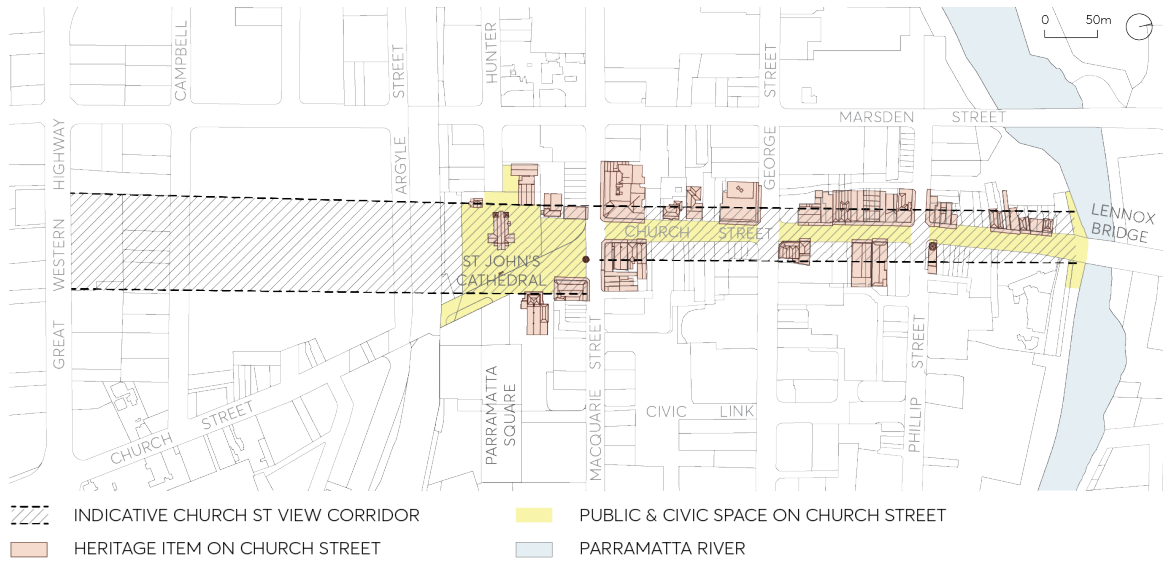 0 50m
CAMPBELL
STREET
HUNTER
STREET
MARSDEN STREET
HIGHWAY
ARGYLE
GEORGE
LENNOX
BRIDGE
CHURCH STREET
WESTERN
ST JOHN'S
CATHEDRAL
GREAT
STREET
PHILLIP STREET
PARRAMATTA
SQUARE
MACQUARIE
CIVIC LINK
CHURCH STREET
INDICATIVE CHURCH ST VIEW CORRIDOR
PUBLIC & CIVIC SPACE ON CHURCH STREET
HERITAGE ITEM ON CHURCH STREET
PARRAMATTA RIVER